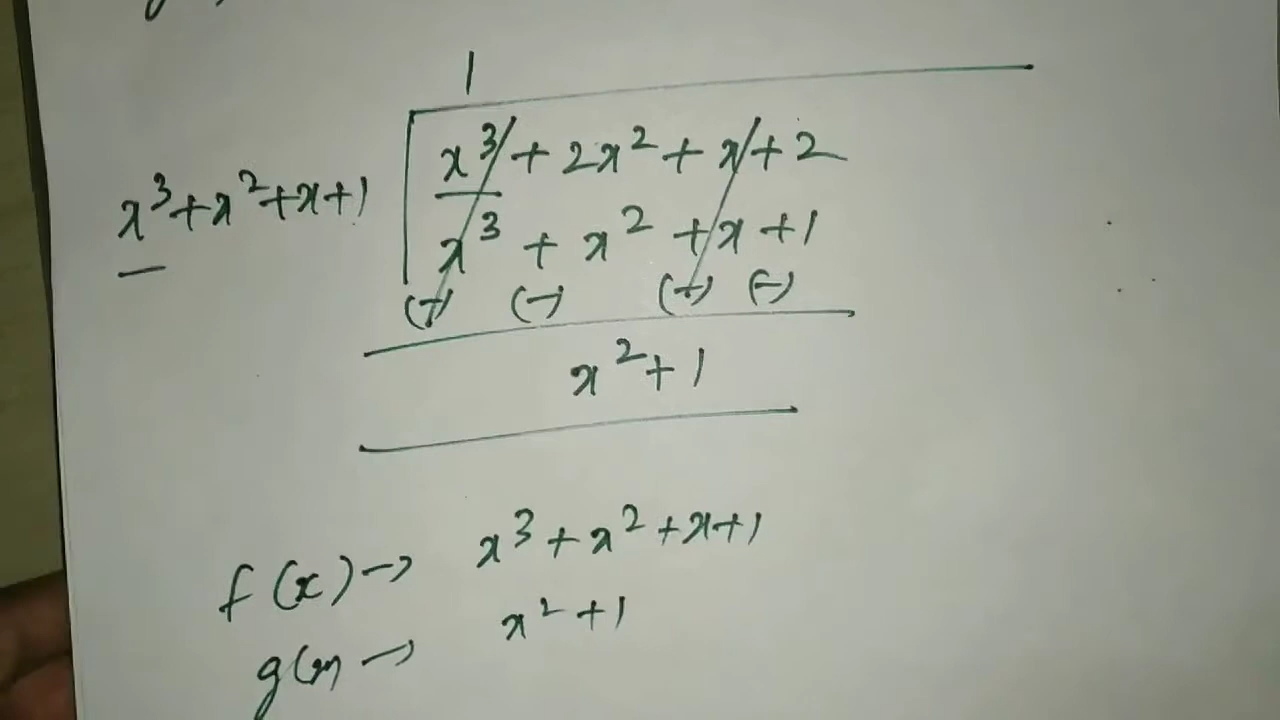 1
x³ + 2x² + x + 2
x³ + x² + x + 1
x³ + x² + x + 1
(-) (-) (-) (-)
x² + 1
f(x) → x³ + x² + x + 1
g(x) → x² + 1